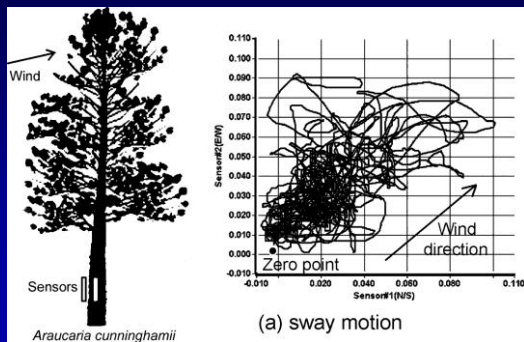 Wind
Sensors
Araucaria cunninghamii
0.110
0.090
0.080
0.070
0.060
0.050
0.040
0.030
0.020
0.010
0.000
-0.010
Sensor#2(E/W)
Wind
direction
Zero point
-0.010
0.020
0.040
0.060
0.080
0.110
Sensor#1(N/S)
(a) sway motion